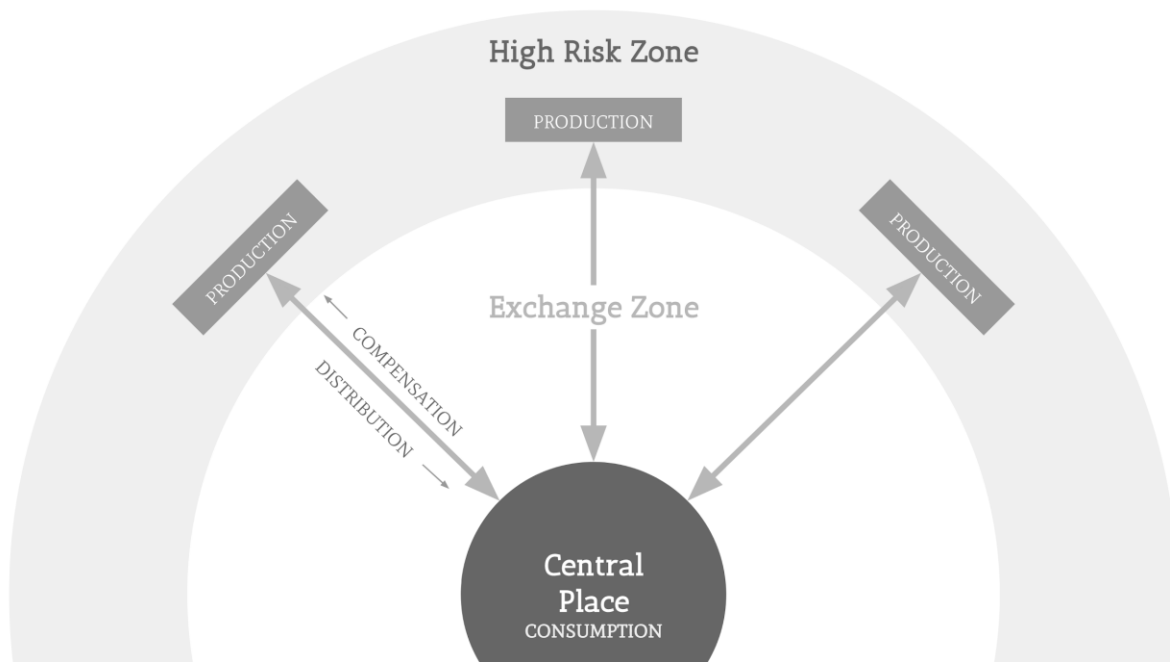 High Risk Zone
PRODUCTION
PRODUCTION
PRODUCTION
Exchange Zone
COMPENSATION
DISTRIBUTION
Central
Place
CONSUMPTION